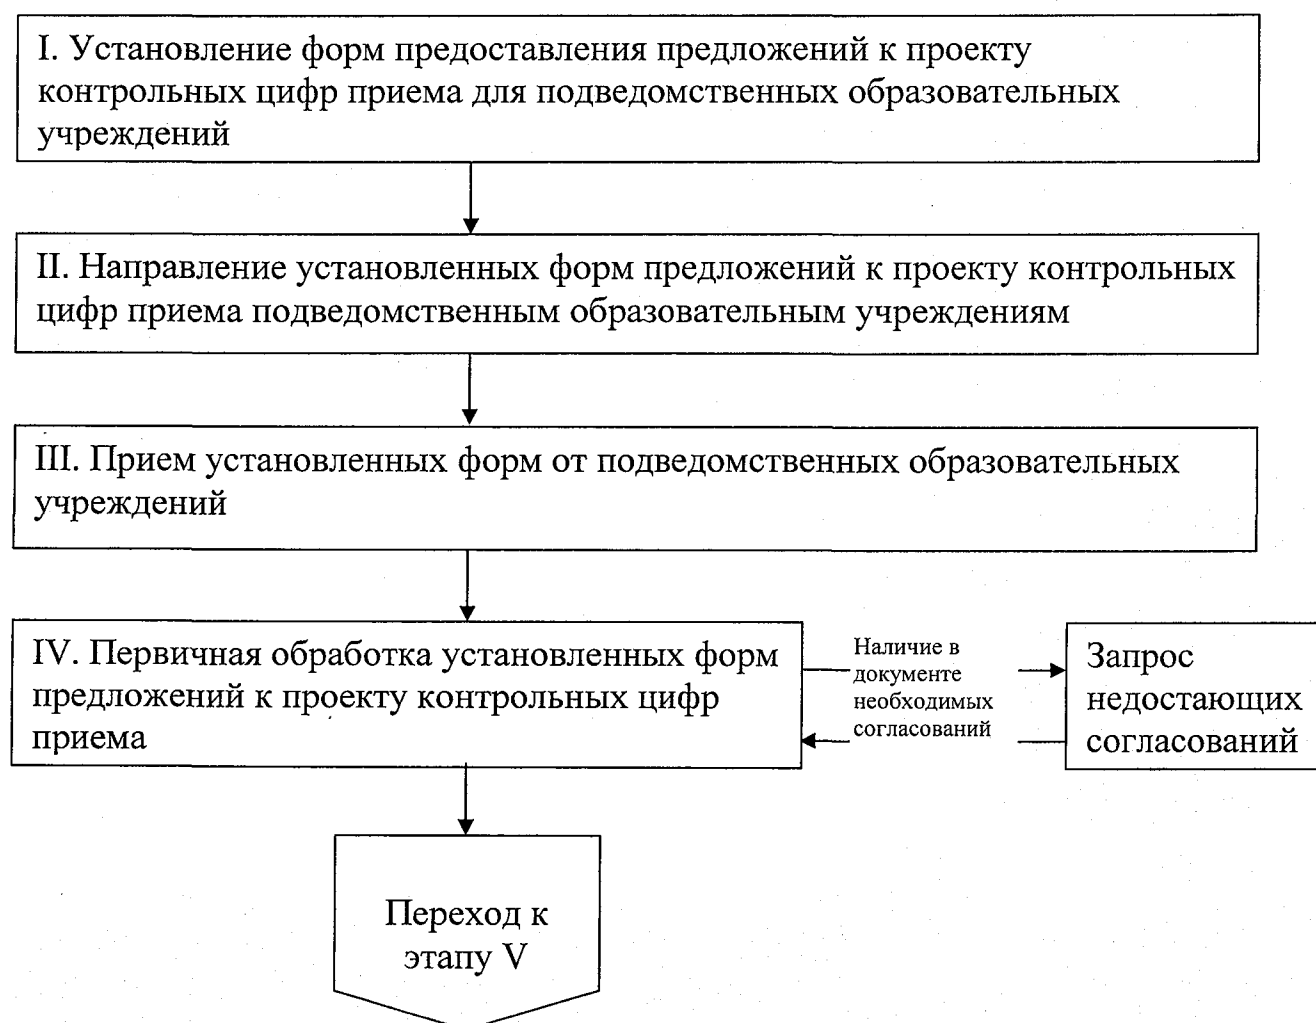 I. Установление форм предоставления предложений к проекту
контрольных цифр приема для подведомственных образовательных
учреждений
II. Направление установленных форм предложений к проекту контрольных
цифр приема подведомственным образовательным учреждениям
III. Прием установленных форм от подведомственных образовательных
учреждений
IV. Первичная обработка установленных форм
предложений к проекту контрольных цифр
приема
Наличие в
документе
необходимых
согласований
Запрос
недостающих
согласований
Переход к
этапу V